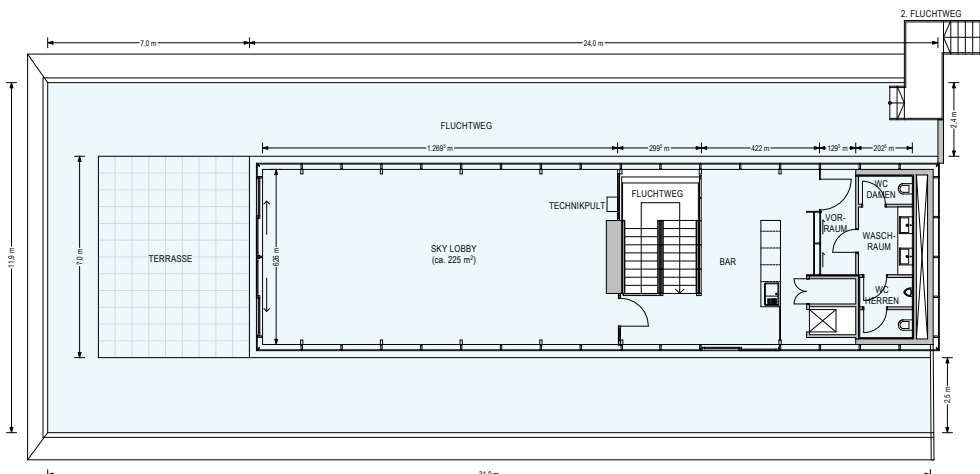 2. FLUCHTWEG
7,0 m
24,0 m
FLUCHTWEG
2,4 m
1.269⁵ m
299⁵ m
422 m
129⁵ m
202⁵ m
11,9 m
7,0 m
TERRASSE
626 m
SKY LOBBY
(ca. 225 m²)
TECHNIKPULT
FLUCHTWEG
BAR
VOR-
RAUM
WC
DAMEN
WASCH-
RAUM
WC
HERREN
2,5 m
31,0 m